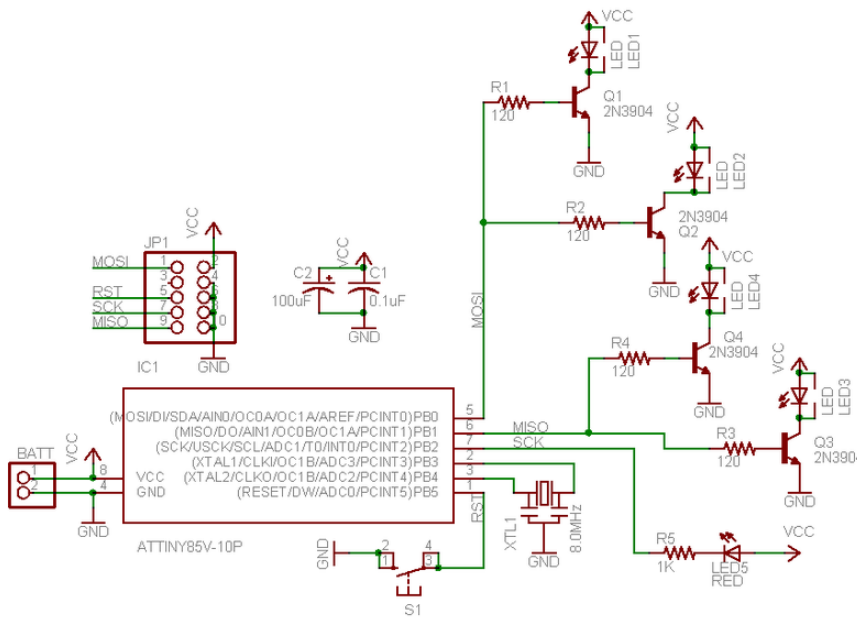 VCC
LED
LED1
R1
120
Q1
2N3904
GND
VCC
LED
LED2
R2
120
2N3904
Q2
GND
VCC
LED
LED4
R4
120
Q4
2N3904
GND
VCC
LED
LED3
R3
120
Q3
2N3904
GND
MOSI
JP1
VCC
MOSI 1 2
3 4
RST 5 6
SCK 7 8
MISO 9 10
GND
IC1
C2
100uF
VCC
C1
0.1uF
GND
BATT
1
2
VCC
GND
8 VCC
4 GND
(MOSI/DI/SDA/AIN0/OC0A/OC1A/AREF/PCINT0)PB0 5
(MISO/DO/AIN1/OC0B/OC1A/PCINT1)PB1 6 MISO
(SCK/USCK/SCL/ADC1/T0/INT0/PCINT2)PB2 7 SCK
(XTAL1/CLKI/OC1B/ADC3/PCINT3)PB3 2
(XTAL2/CLKO/OC1B/ADC2/PCINT4)PB4 3
(RESET/DW/ADC0/PCINT5)PB5 1
RST
ATTINY85V-10P
XTL1
8.0MHz
GND
GND
2 4
1 3
S1
R5
1K
LED5
RED
VCC